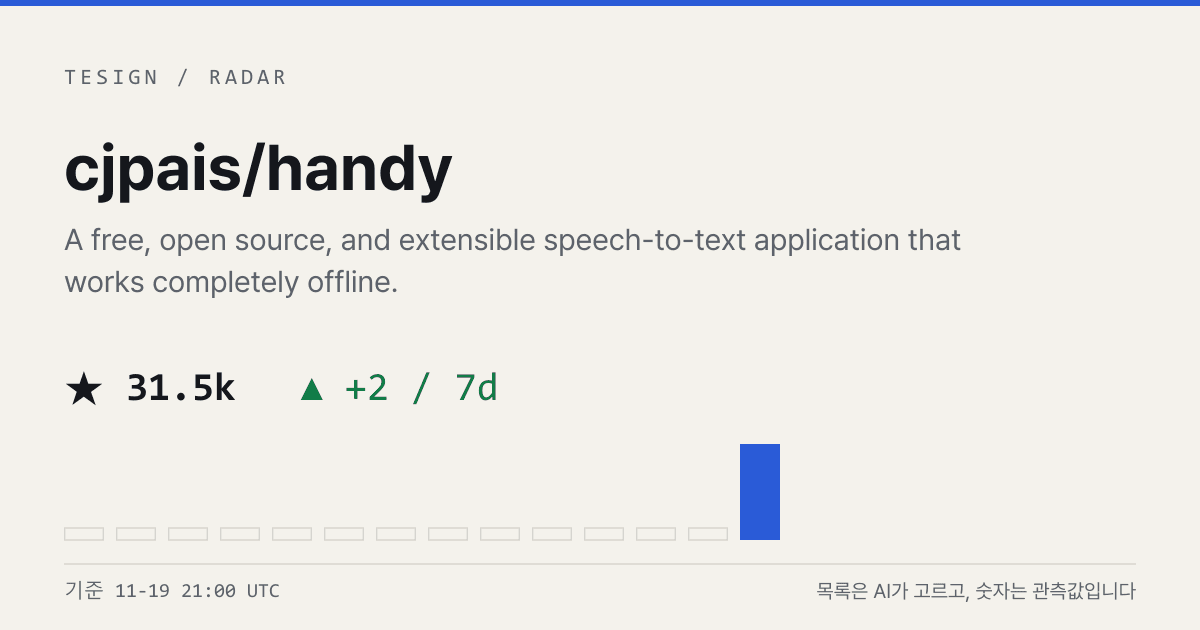 TESIGN / RADAR
cjpais/handy
A free, open source, and extensible speech-to-text application that
works completely offline.
★ 31.5k ▲ +2 / 7d
기준 11-19 21:00 UTC
목록은 AI가 고르고, 숫자는 관측값입니다